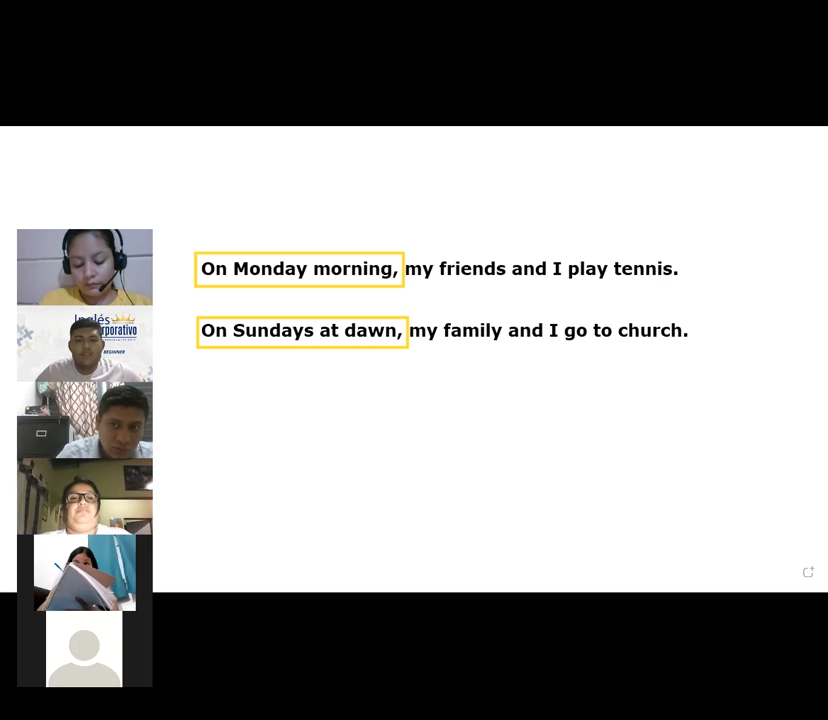 On Monday morning, my friends and I play tennis.
On Sundays at dawn, my family and I go to church.
Inglés
rporativo
BEGINNER